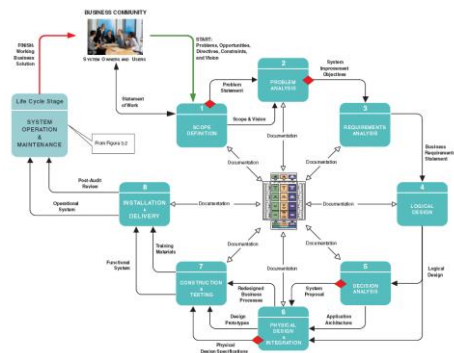 BUSINESS COMMUNITY
SYSTEM OWNERS AND USERS
FINISH:
Working
Business
Solution
START:
Problems, Opportunities,
Directives, Constraints,
and Vision
Statement
of Work
Life Cycle Stage
SYSTEM
OPERATION
&
MAINTENANCE
1
SCOPE
DEFINITION
Problem
Statement
Scope & Vision
2
PROBLEM
ANALYSIS
System
Improvement
Objectives
3
REQUIREMENTS
ANALYSIS
Business
Requirements
Statement
4
LOGICAL
DESIGN
Logical
Design
5
DECISION
ANALYSIS
System
Proposal
Application
Architecture
6
PHYSICAL
DESIGN
&
INTEGRATION
Redesigned
Business
Processes
Design
Prototypes
Physical
Design Specifications
7
CONSTRUCTION
&
TESTING
Training
Materials
Functional
System
8
INSTALLATION
&
DELIVERY
Post-Audit
Review
Operational
System
Documentation
Documentation
Documentation
Documentation
Documentation
Documentation
Documentation
Documentation